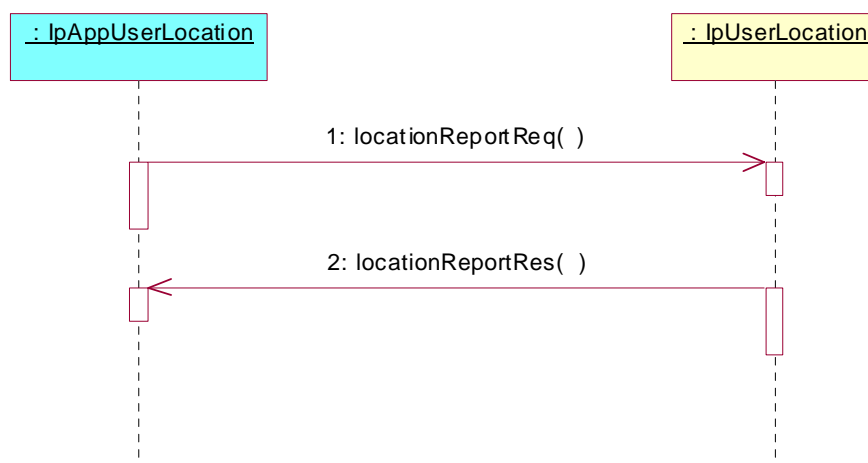 : IpAppUserLocation
: IpUserLocation
1: locationReportReq( )
2: locationReportRes( )